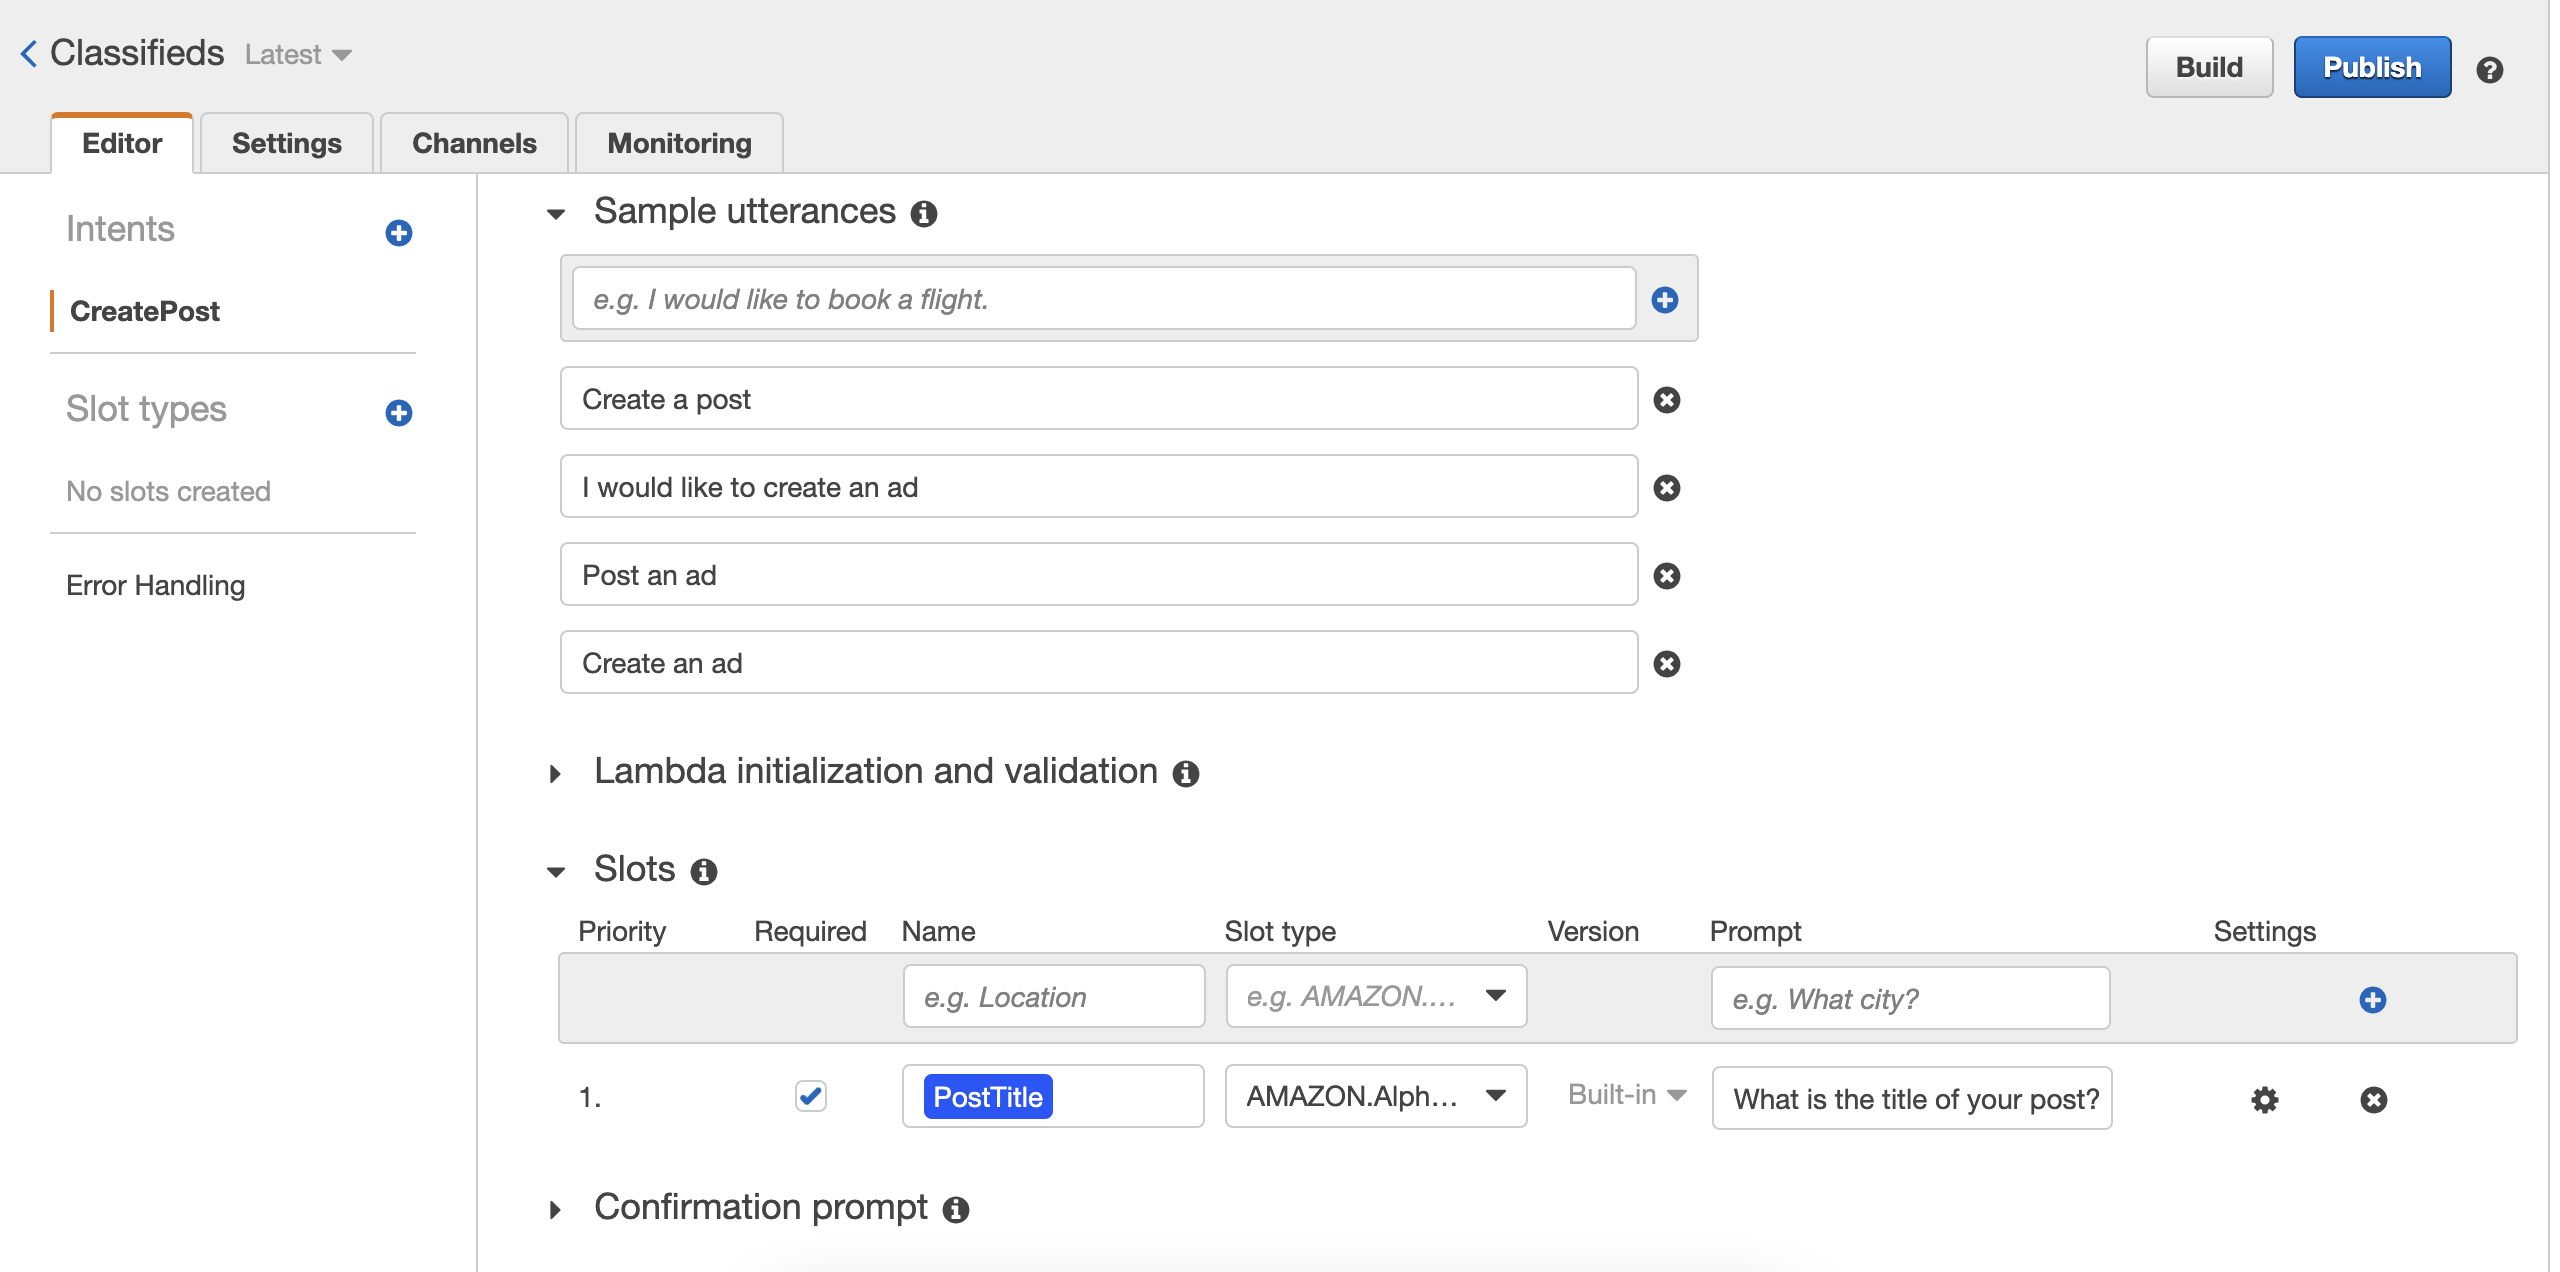 Classifieds Latest
Build Publish
Editor Settings Channels Monitoring
Intents
CreatePost
Slot types
No slots created
Error Handling
Sample utterances
e.g. I would like to book a flight.
Create a post
I would like to create an ad
Post an ad
Create an ad
Lambda initialization and validation
Slots
Priority Required Name Slot type Version Prompt Settings
e.g. Location e.g. AMAZON.... e.g. What city?
1. PostTitle AMAZON.Alph... Built-in What is the title of your post?
Confirmation prompt